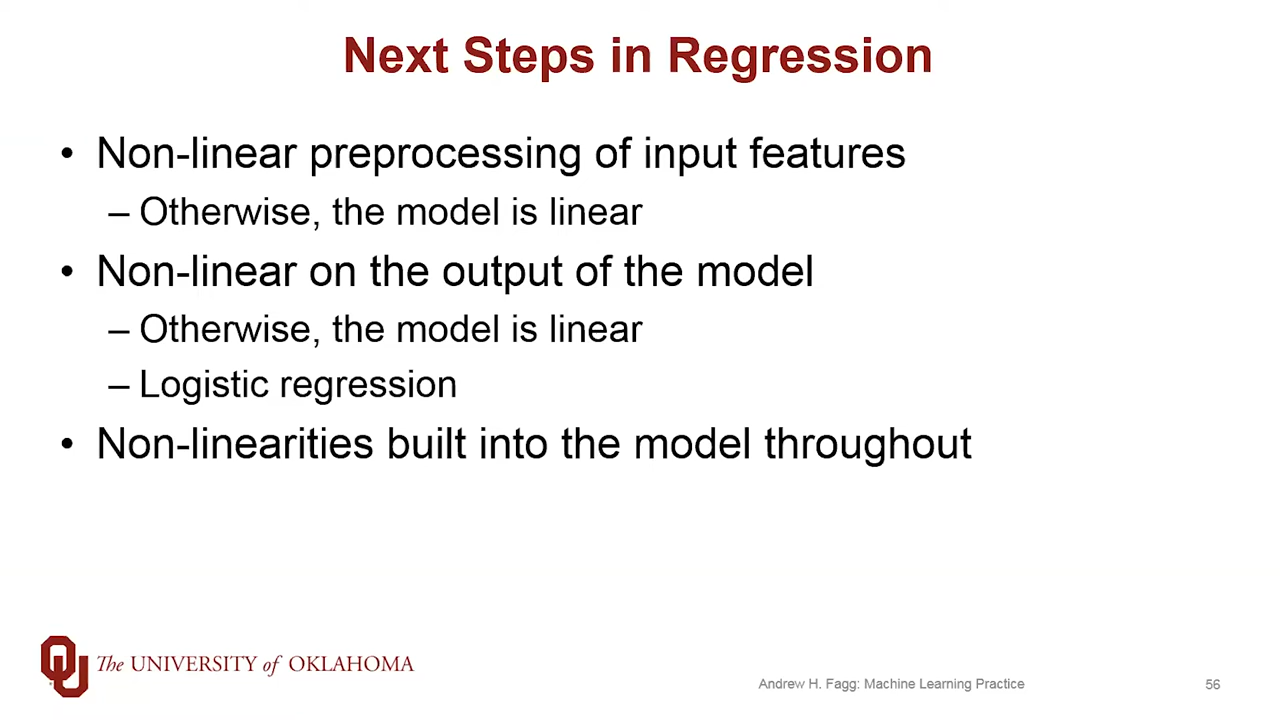 Next Steps in Regression
• Non-linear preprocessing of input features
– Otherwise, the model is linear
• Non-linear on the output of the model
– Otherwise, the model is linear
– Logistic regression
• Non-linearities built into the model throughout
OU The UNIVERSITY of OKLAHOMA
Andrew H. Fagg: Machine Learning Practice
56